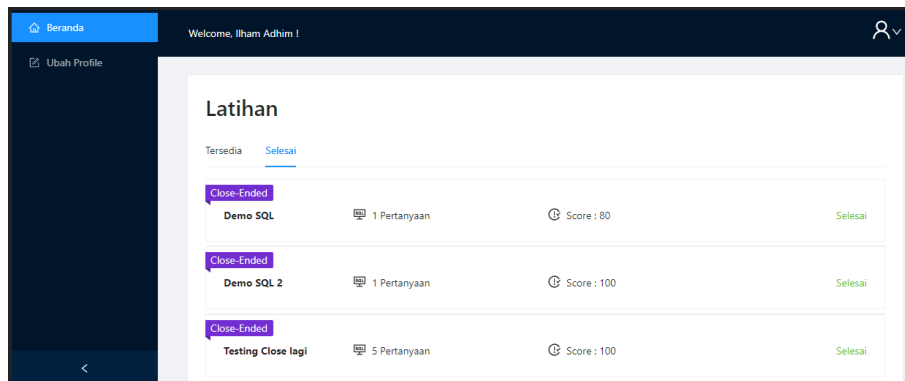 Beranda
Ubah Profile
Welcome, Ilham Adhim !
Latihan
Tersedia Selesai
Close-Ended
Demo SQL 1 Pertanyaan Score : 80 Selesai
Close-Ended
Demo SQL 2 1 Pertanyaan Score : 100 Selesai
Close-Ended
Testing Close lagi 5 Pertanyaan Score : 100 Selesai